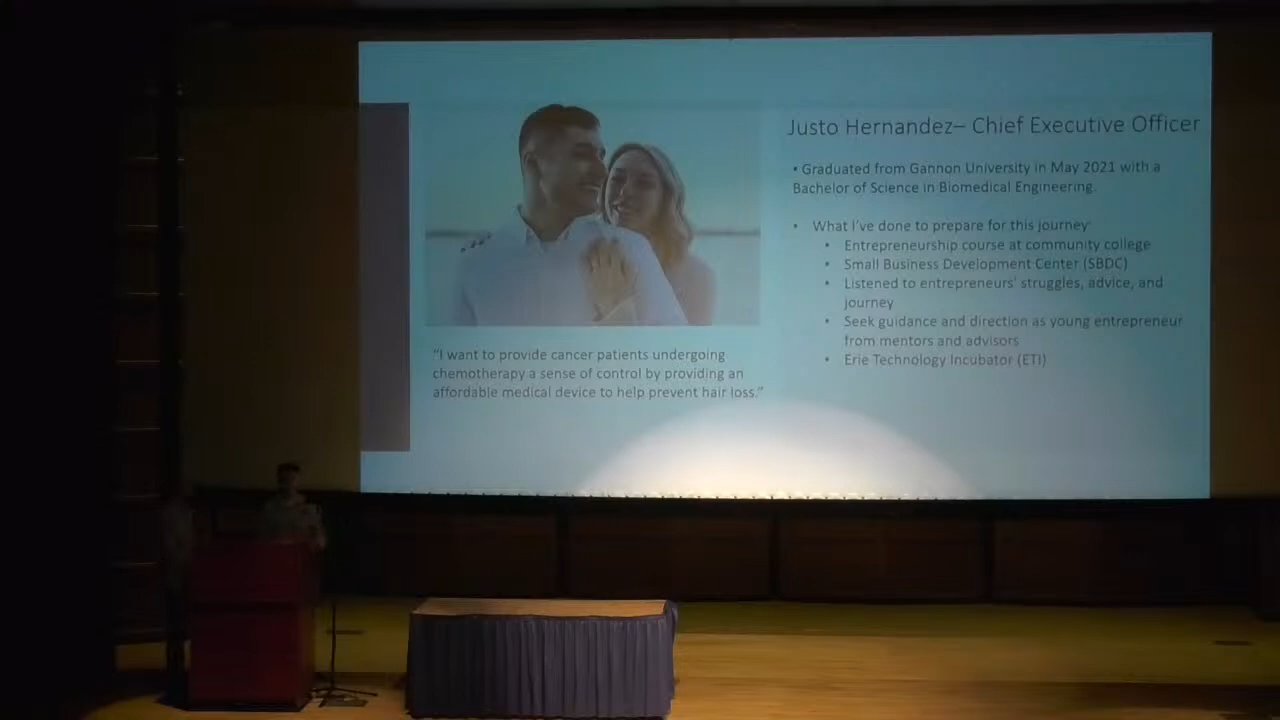 Justo Hernandez– Chief Executive Officer
• Graduated from Gannon University in May 2021 with a
Bachelor of Science in Biomedical Engineering.
• What I've done to prepare for this journey
• Entrepreneurship course at community college
• Small Business Development Center (SBDC)
• Listened to entrepreneurs' struggles, advice, and
journey
• Seek guidance and direction as young entrepreneur
from mentors and advisors
• Erie Technology Incubator (ETI)
"I want to provide cancer patients undergoing
chemotherapy a sense of control by providing an
affordable medical device to help prevent hair loss."